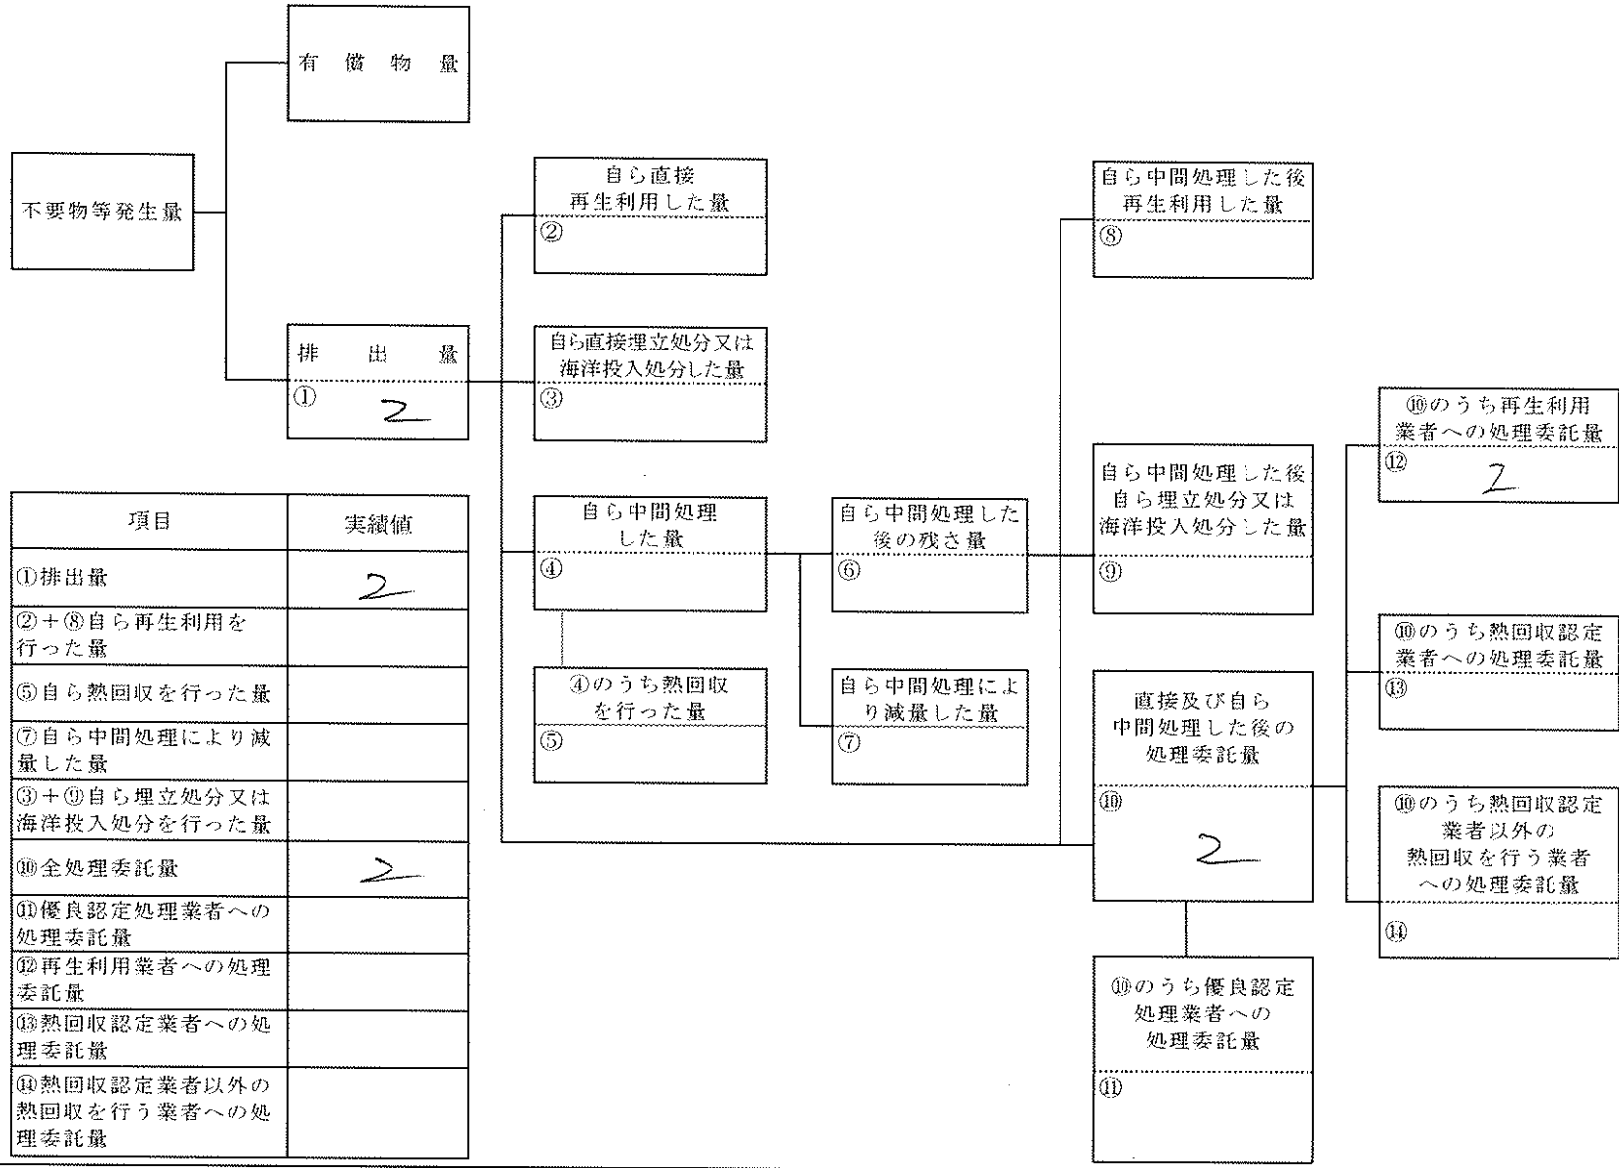 有償物量
不要物等発生量
排出量
① 2
自ら直接
再生利用した量
②
自ら直接埋立処分又は
海洋投入処分した量
③
自ら中間処理
した量
④
④のうち熱回収
を行った量
⑤
自ら中間処理した
後の残さ量
⑥
自ら中間処理によ
り減量した量
⑦
自ら中間処理した後
再生利用した量
⑧
自ら中間処理した後
自ら埋立処分又は
海洋投入処分した量
⑨
直接及び自ら
中間処理した後の
処理委託量
⑩
2
⑩のうち優良認定
処理業者への
処理委託量
⑪
⑩のうち再生利用
業者への処理委託量
⑫ 2
⑩のうち熱回収認定
業者への処理委託量
⑬
⑩のうち熱回収認定
業者以外の
熱回収を行う業者
への処理委託量
⑭
項目 実績値
①排出量 2
②+⑧自ら再生利用を
行った量
⑤自ら熱回収を行った量
⑦自ら中間処理により減
量した量
③+⑨自ら埋立処分又は
海洋投入処分を行った量
⑩全処理委託量 2
⑪優良認定処理業者への
処理委託量
⑫再生利用業者への処理
委託量
⑬熱回収認定業者への処
理委託量
⑭熱回収認定業者以外の
熱回収を行う業者への処
理委託量